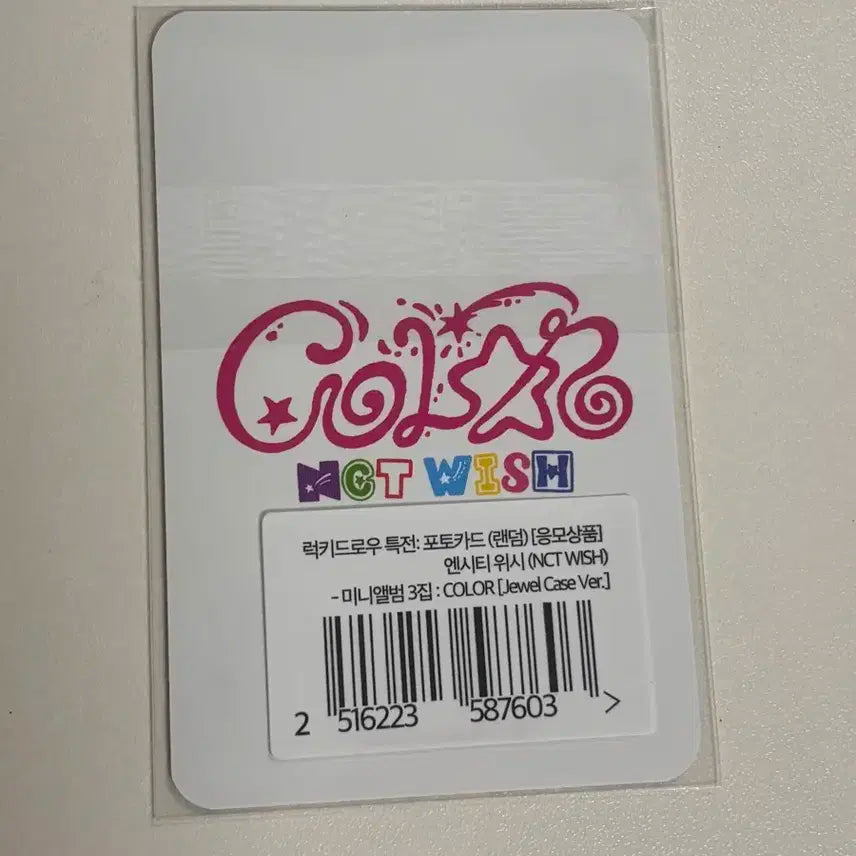 COLOR
NCT WISH
럭키드로우 특전: 포토카드 (랜덤) [응모상품]
엔시티 위시 (NCT WISH)
- 미니앨범 3집 : COLOR [Jewel Case Ver.]
2 516223 587603 >